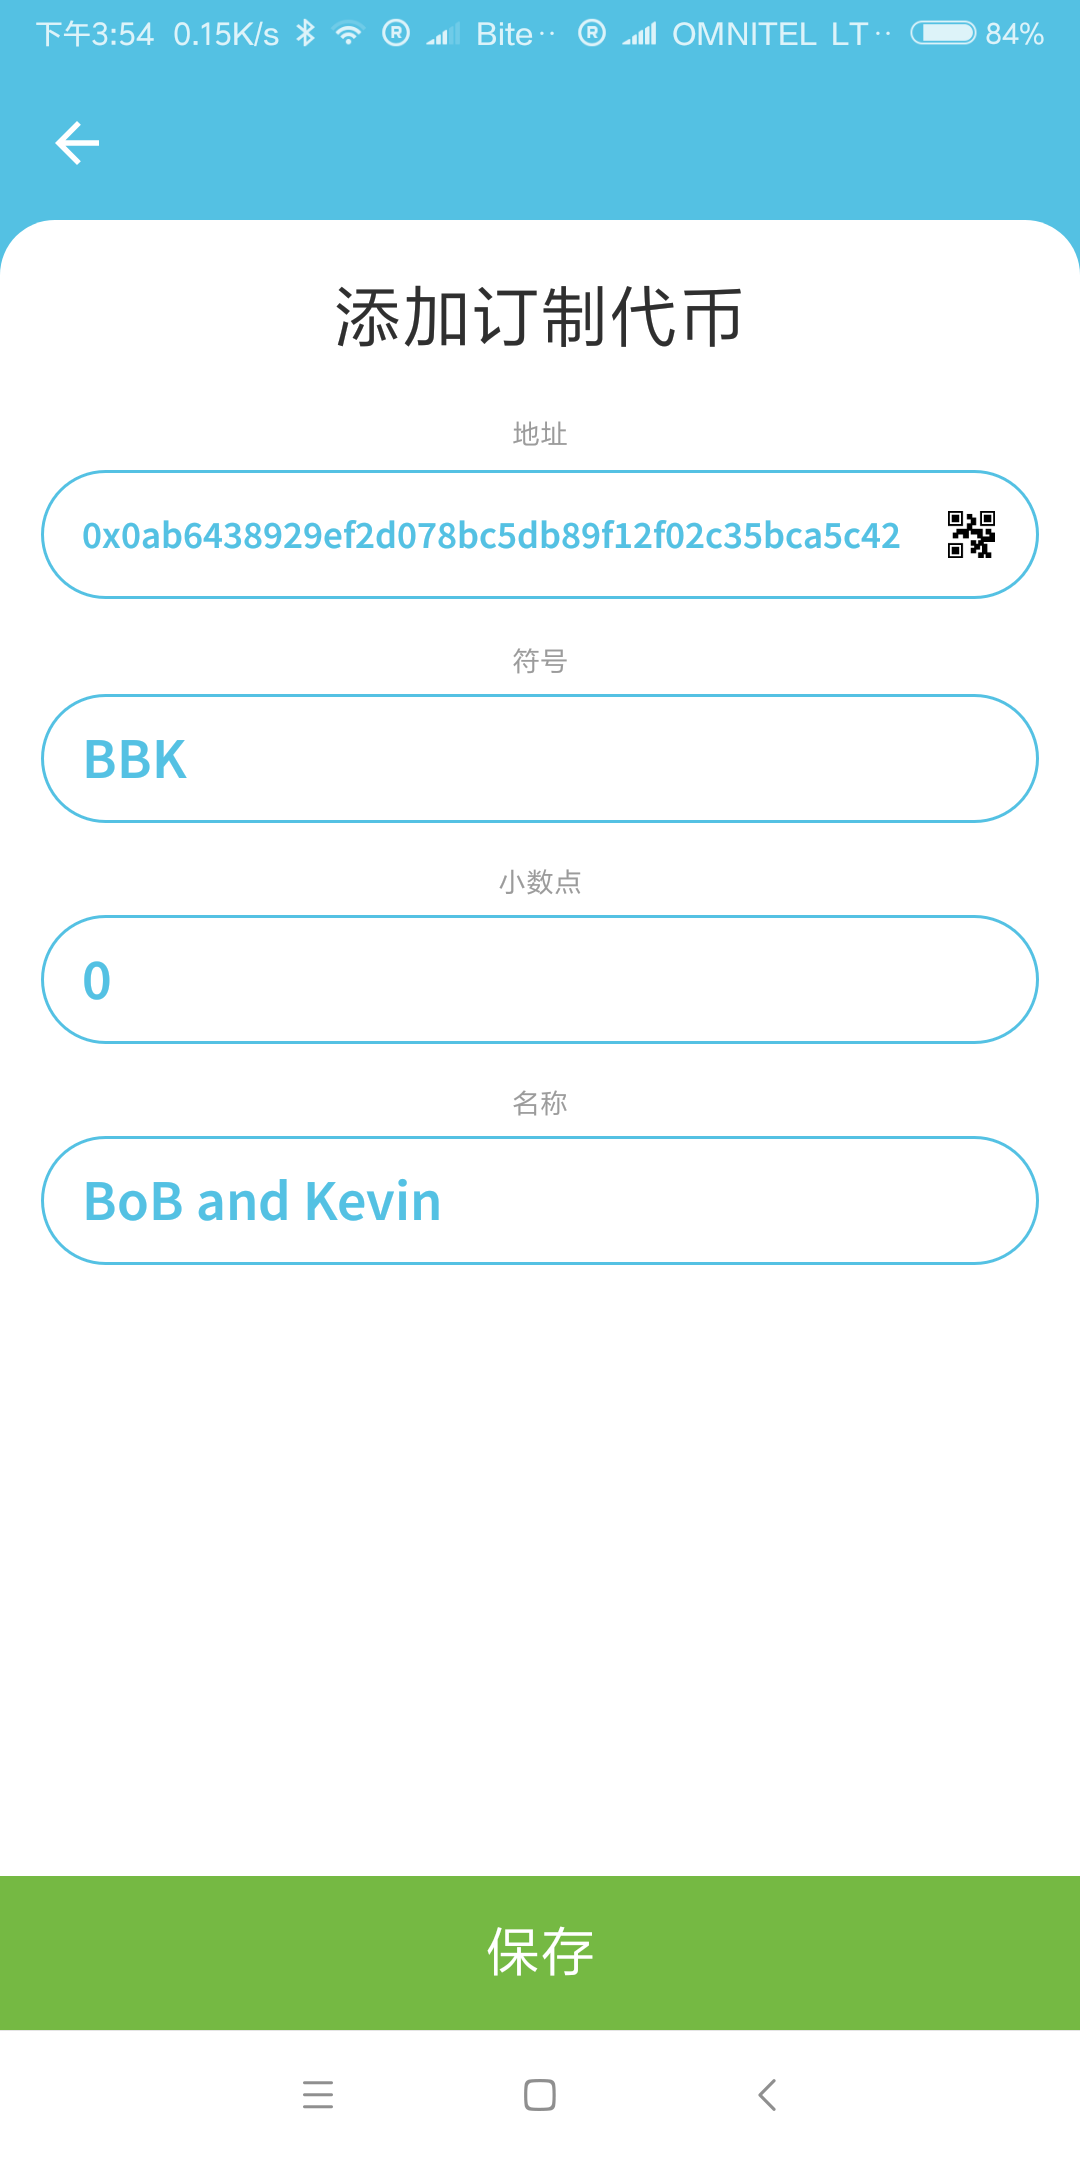 下午3:54 0.15K/s Bite·· OMNITEL LT·· 84%
添加订制代币
地址
0x0ab6438929ef2d078bc5db89f12f02c35bca5c42
符号
BBK
小数点
0
名称
BoB and Kevin
保存